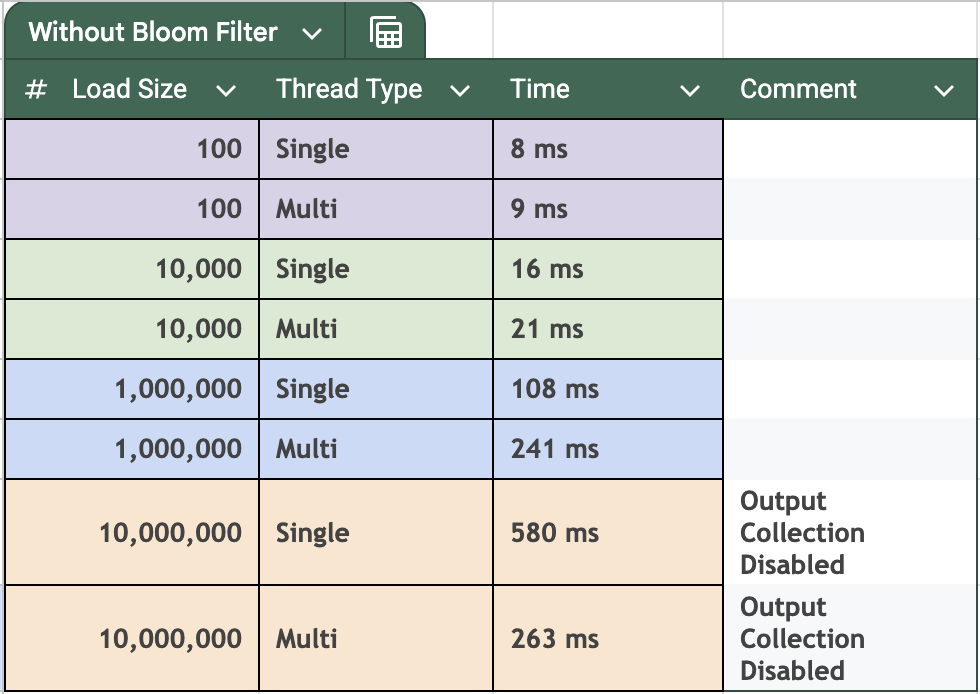 Without Bloom Filter
# Load Size Thread Type Time Comment
100 Single 8 ms
100 Multi 9 ms
10,000 Single 16 ms
10,000 Multi 21 ms
1,000,000 Single 108 ms
1,000,000 Multi 241 ms
10,000,000 Single 580 ms Output
Collection
Disabled
10,000,000 Multi 263 ms Output
Collection
Disabled